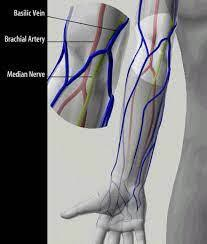 Basilic Vein
Brachial Artery
Median Nerve